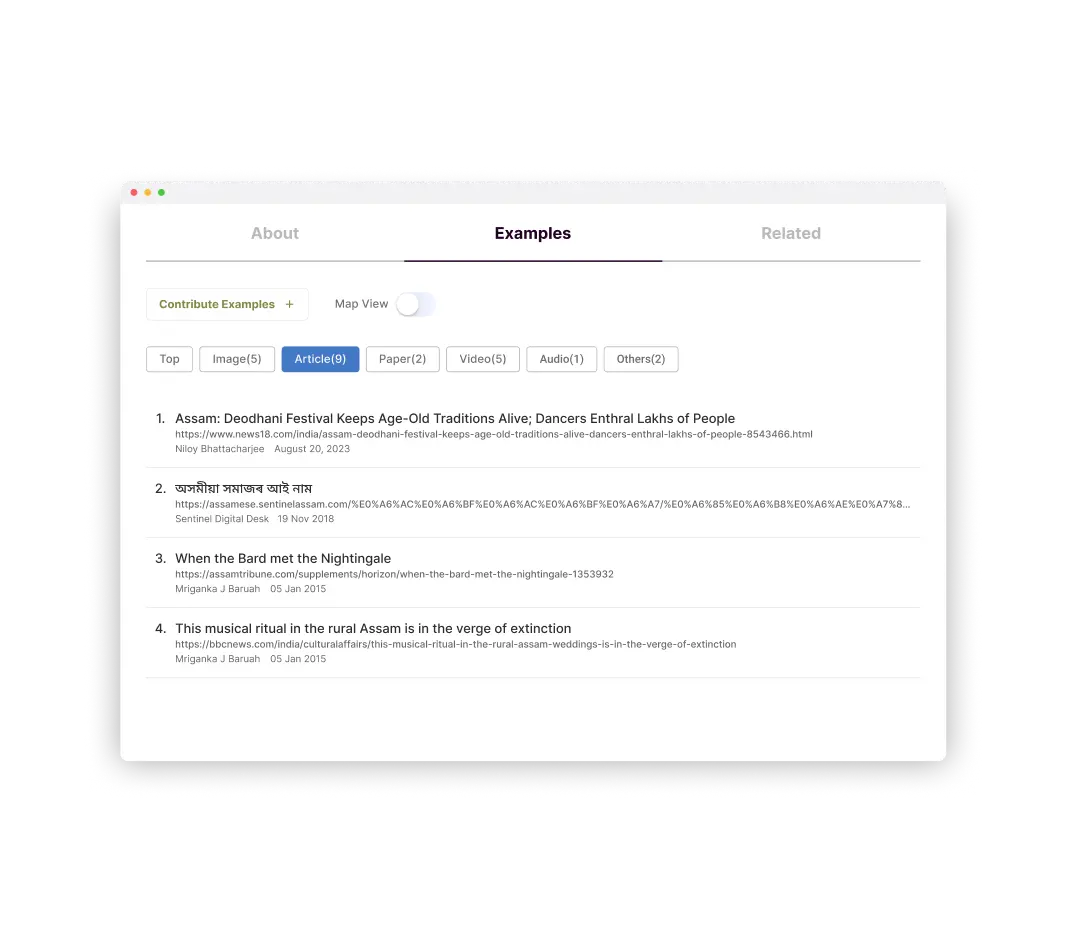 About
Examples
Related
Contribute Examples +
Map View
Top
Image(5)
Article(9)
Paper(2)
Video(5)
Audio(1)
Others(2)
1. Assam: Deodhani Festival Keeps Age-Old Traditions Alive; Dancers Enthral Lakhs of People
https://www.news18.com/india/assam-deodhani-festival-keeps-age-old-traditions-alive-dancers-enthral-lakhs-of-people-8543466.html
Niloy Bhattacharjee August 20, 2023
2. অসমীয়া সমাজৰ আই নাম
https://assamese.sentinelassam.com/%E0%A6%AC%E0%A6%BF%E0%A6%AC%E0%A6%BF%E0%A6%A7/%E0%A6%85%E0%A6%B8%E0%A6%AE%E0%A7%8...
Sentinel Digital Desk 19 Nov 2018
3. When the Bard met the Nightingale
https://assamtribune.com/supplements/horizon/when-the-bard-met-the-nightingale-1353932
Mriganka J Baruah 05 Jan 2015
4. This musical ritual in the rural Assam is in the verge of extinction
https://bbcnews.com/india/culturalaffairs/this-musical-ritual-in-the-rural-assam-weddings-is-in-the-verge-of-extinction
Mriganka J Baruah 05 Jan 2015